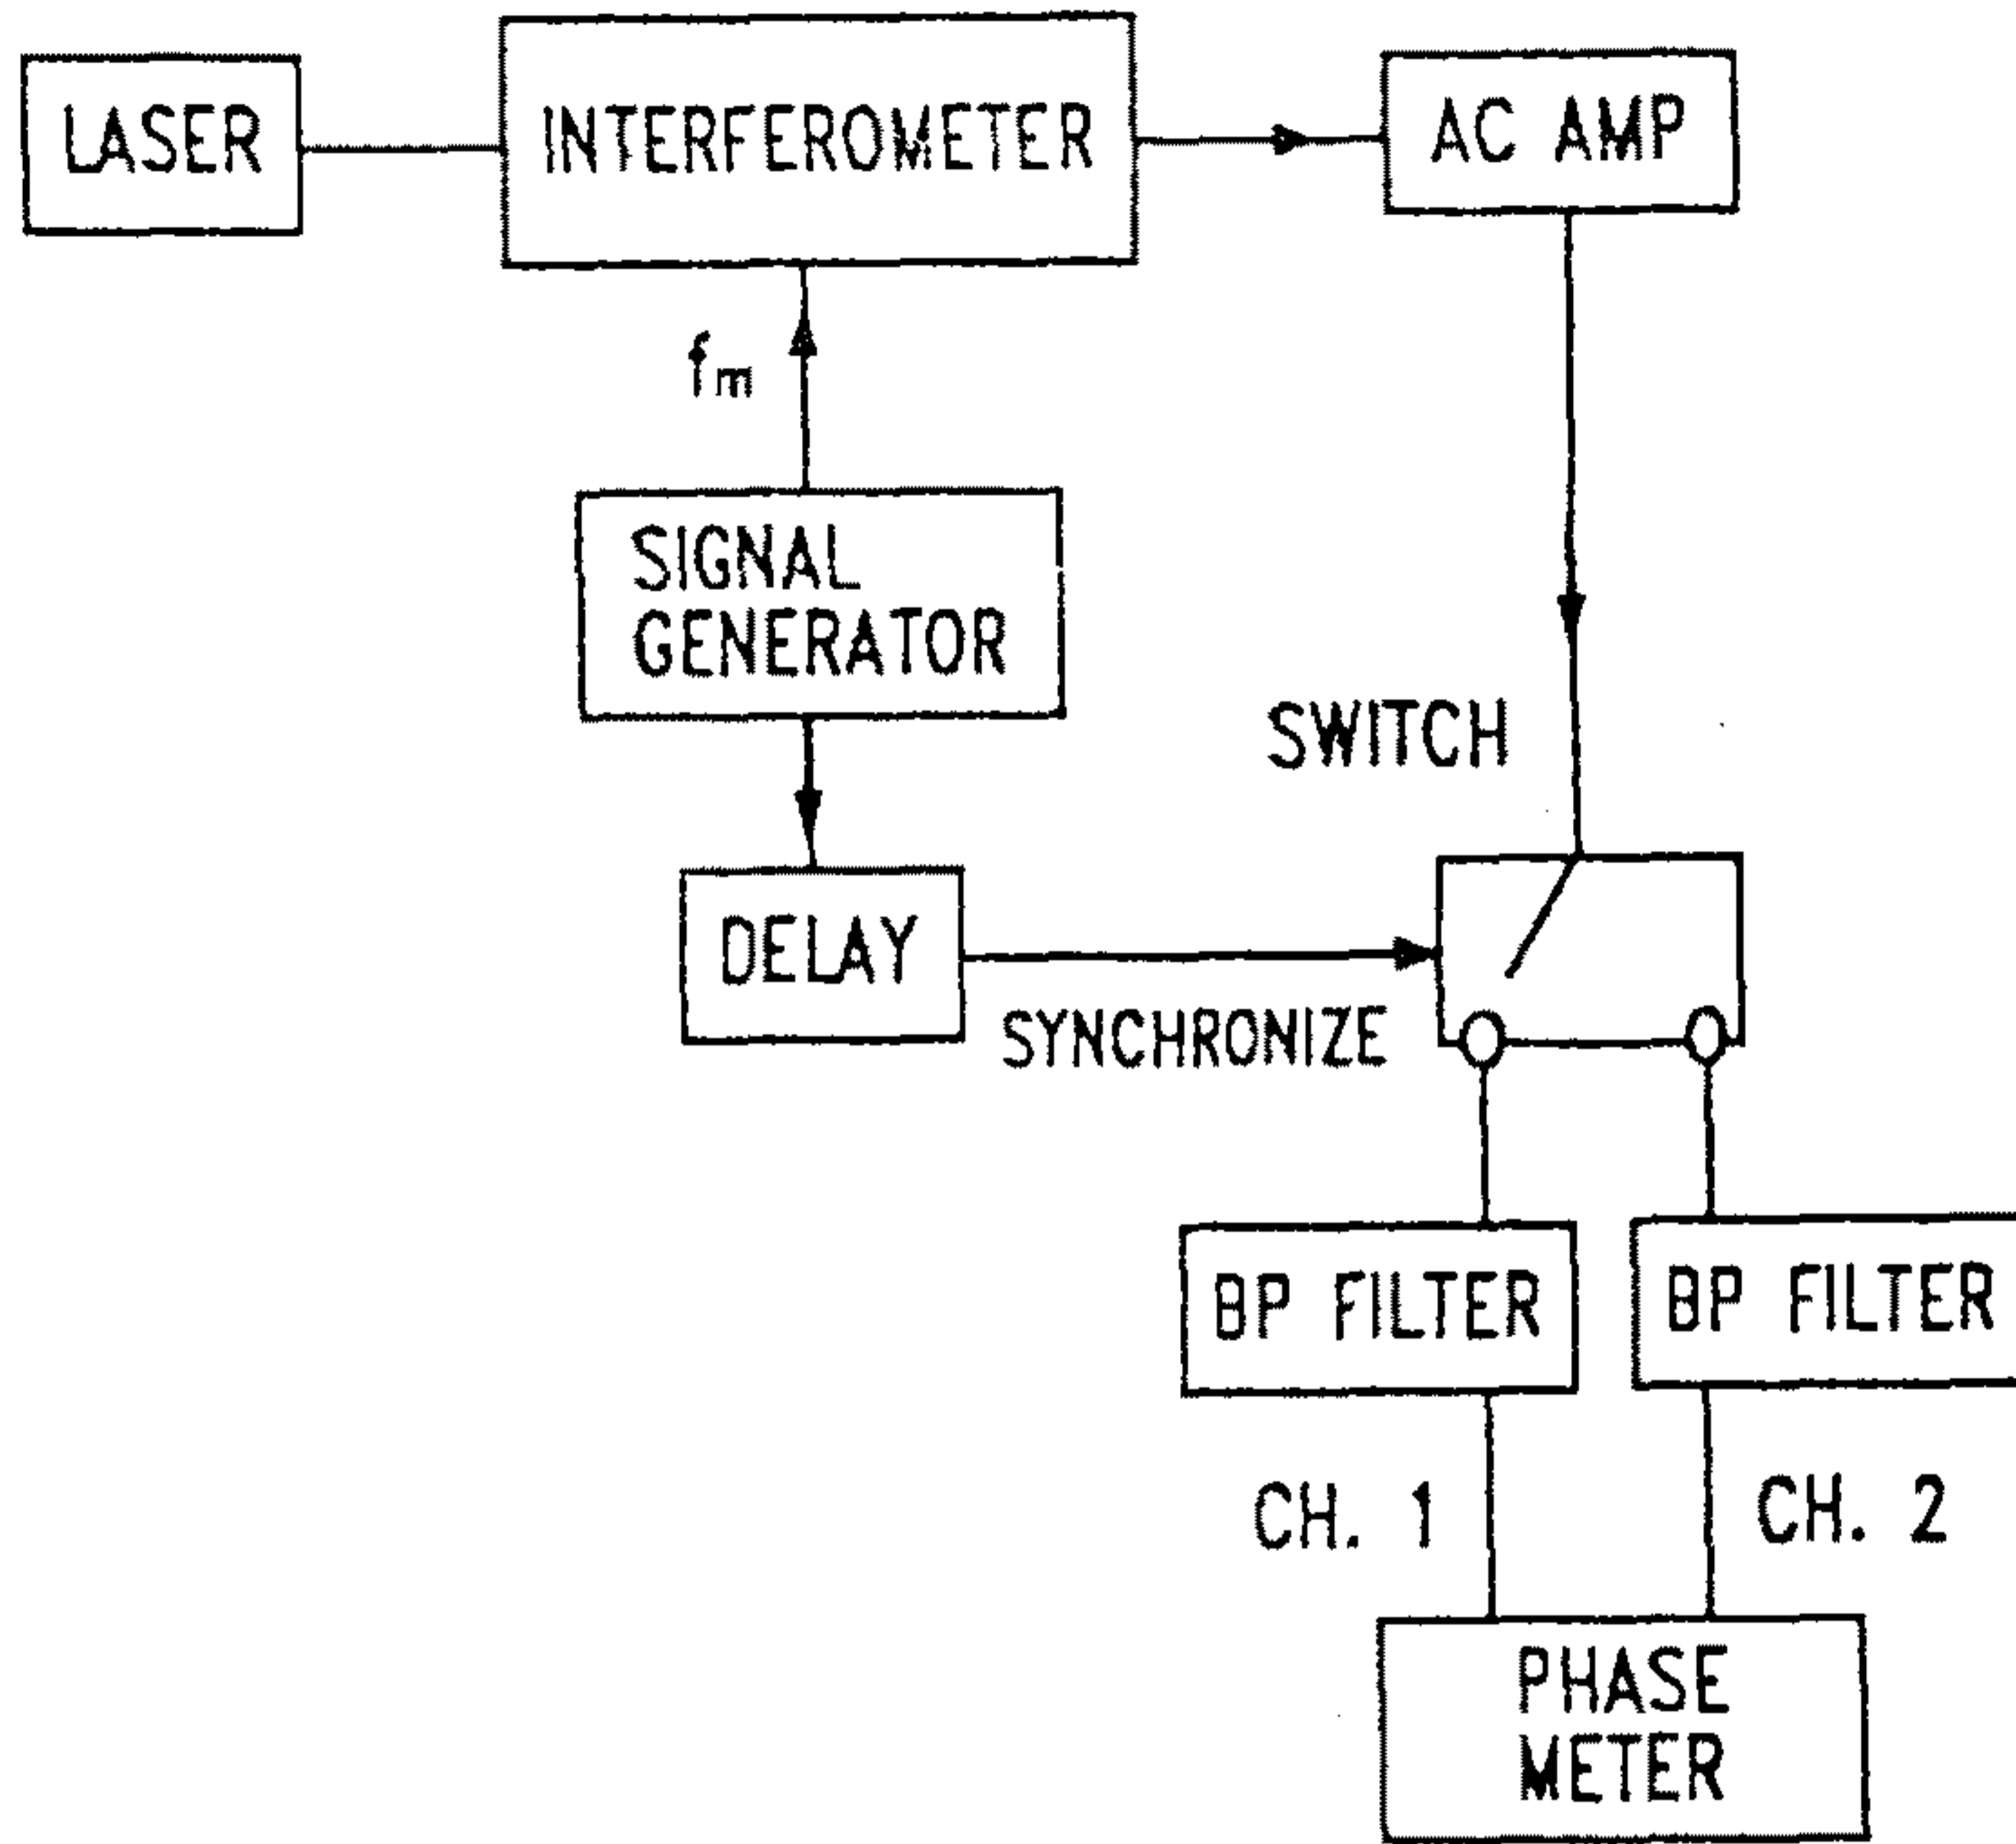 LASER
INTERFEROMETER
AC AMP
fm
SIGNAL
GENERATOR
SWITCH
DELAY
SYNCHRONIZE
BP FILTER
BP FILTER
CH. 1
CH. 2
PHASE
METER